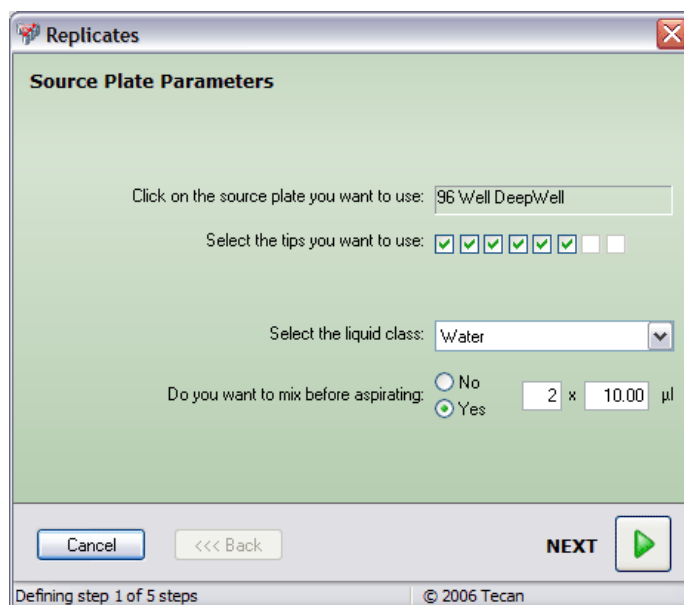 Replicates
Source Plate Parameters
Click on the source plate you want to use: 96 Well DeepWell
Select the tips you want to use:
Select the liquid class: Water
Do you want to mix before aspirating: No
Yes 2 x 10.00 µl
Cancel <<< Back NEXT
Defining step 1 of 5 steps © 2006 Tecan